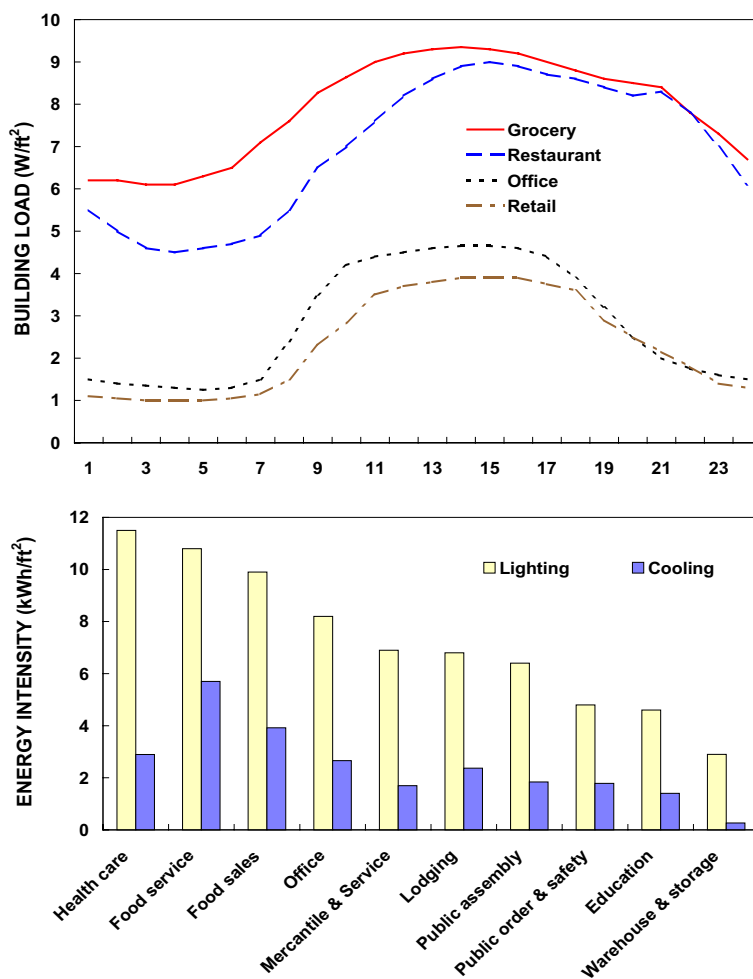 BUILDING LOAD (W/ft²)
10
9
8
7
6
5
4
3
2
1
0
Grocery
Restaurant
Office
Retail
1 3 5 7 9 11 13 15 17 19 21 23
ENERGY INTENSITY (kWh/ft²)
12
10
8
6
4
2
0
Lighting Cooling
Health care
Food service
Food sales
Office
Mercantile & Service
Lodging
Public assembly
Public order & safety
Education
Warehouse & storage